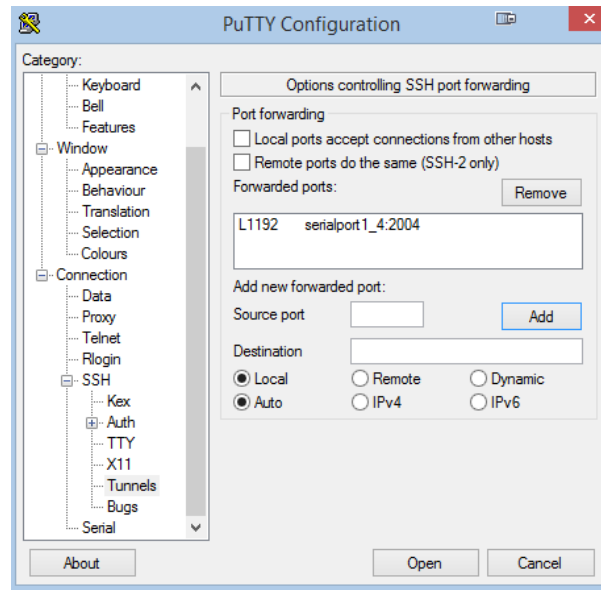 PuTTY Configuration
Category:
Keyboard
Bell
Features
Window
Appearance
Behaviour
Translation
Selection
Colours
Connection
Data
Proxy
Telnet
Rlogin
SSH
Kex
Auth
TTY
X11
Tunnels
Bugs
Serial
Options controlling SSH port forwarding
Port forwarding
Local ports accept connections from other hosts
Remote ports do the same (SSH-2 only)
Forwarded ports:
Remove
L1192 serialport1_4:2004
Add new forwarded port:
Source port
Add
Destination
Local Remote Dynamic
Auto IPv4 IPv6
About Open Cancel